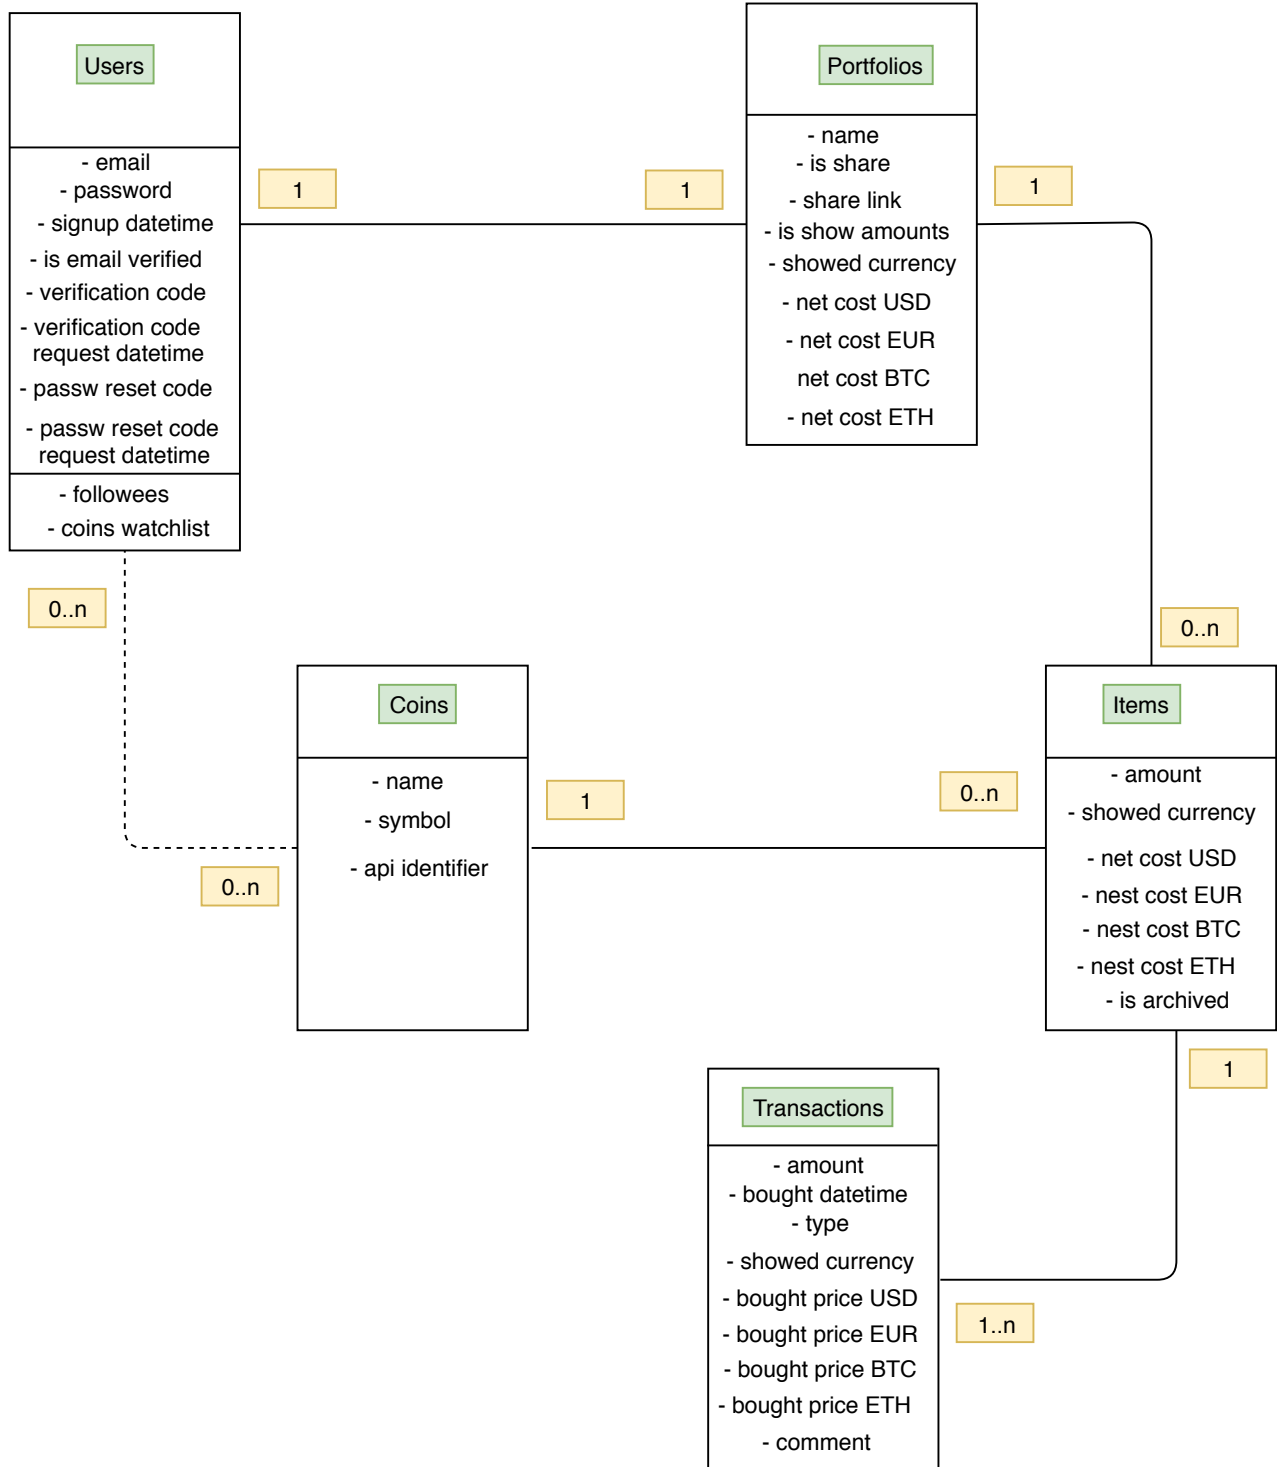 Users
- email
- password
- signup datetime
- is email verified
- verification code
- verification code
request datetime
- passw reset code
- passw reset code
request datetime
- followees
- coins watchlist
1
1
Portfolios
- name
- is share
- share link
- is show amounts
- showed currency
- net cost USD
- net cost EUR
net cost BTC
- net cost ETH
1
0..n
0..n
0..n
Coins
- name
- symbol
- api identifier
1
0..n
Items
- amount
- showed currency
- net cost USD
- nest cost EUR
- nest cost BTC
- nest cost ETH
- is archived
1
1..n
Transactions
- amount
- bought datetime
- type
- showed currency
- bought price USD
- bought price EUR
- bought price BTC
- bought price ETH
- comment